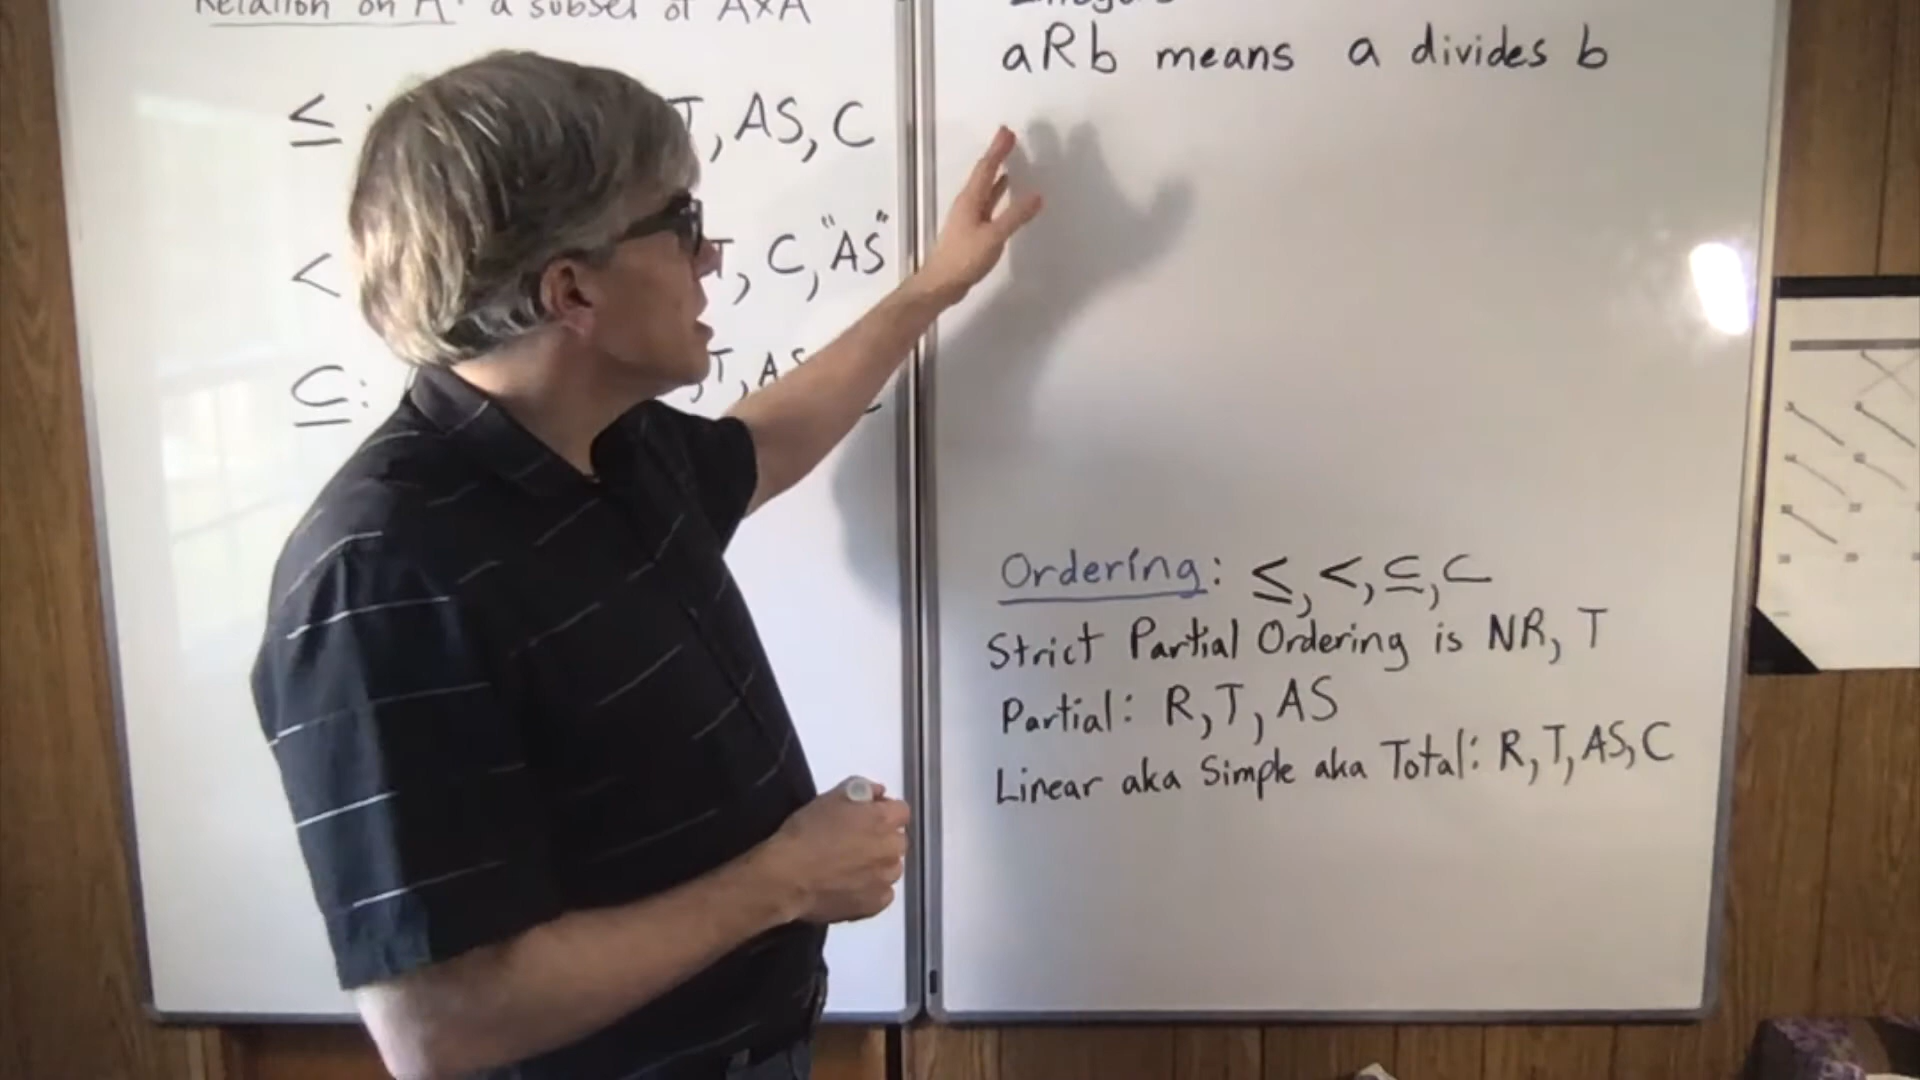 Relation on A: a subset of A×A
≤ : T, AS, C
< T, C, "AS"
⊆: ,T, AS
Integers
aRb means a divides b
Ordering: ≤, <, ⊆, ⊂
Strict Partial Ordering is NR, T
Partial: R, T, AS
Linear aka Simple aka Total: R, T, AS, C